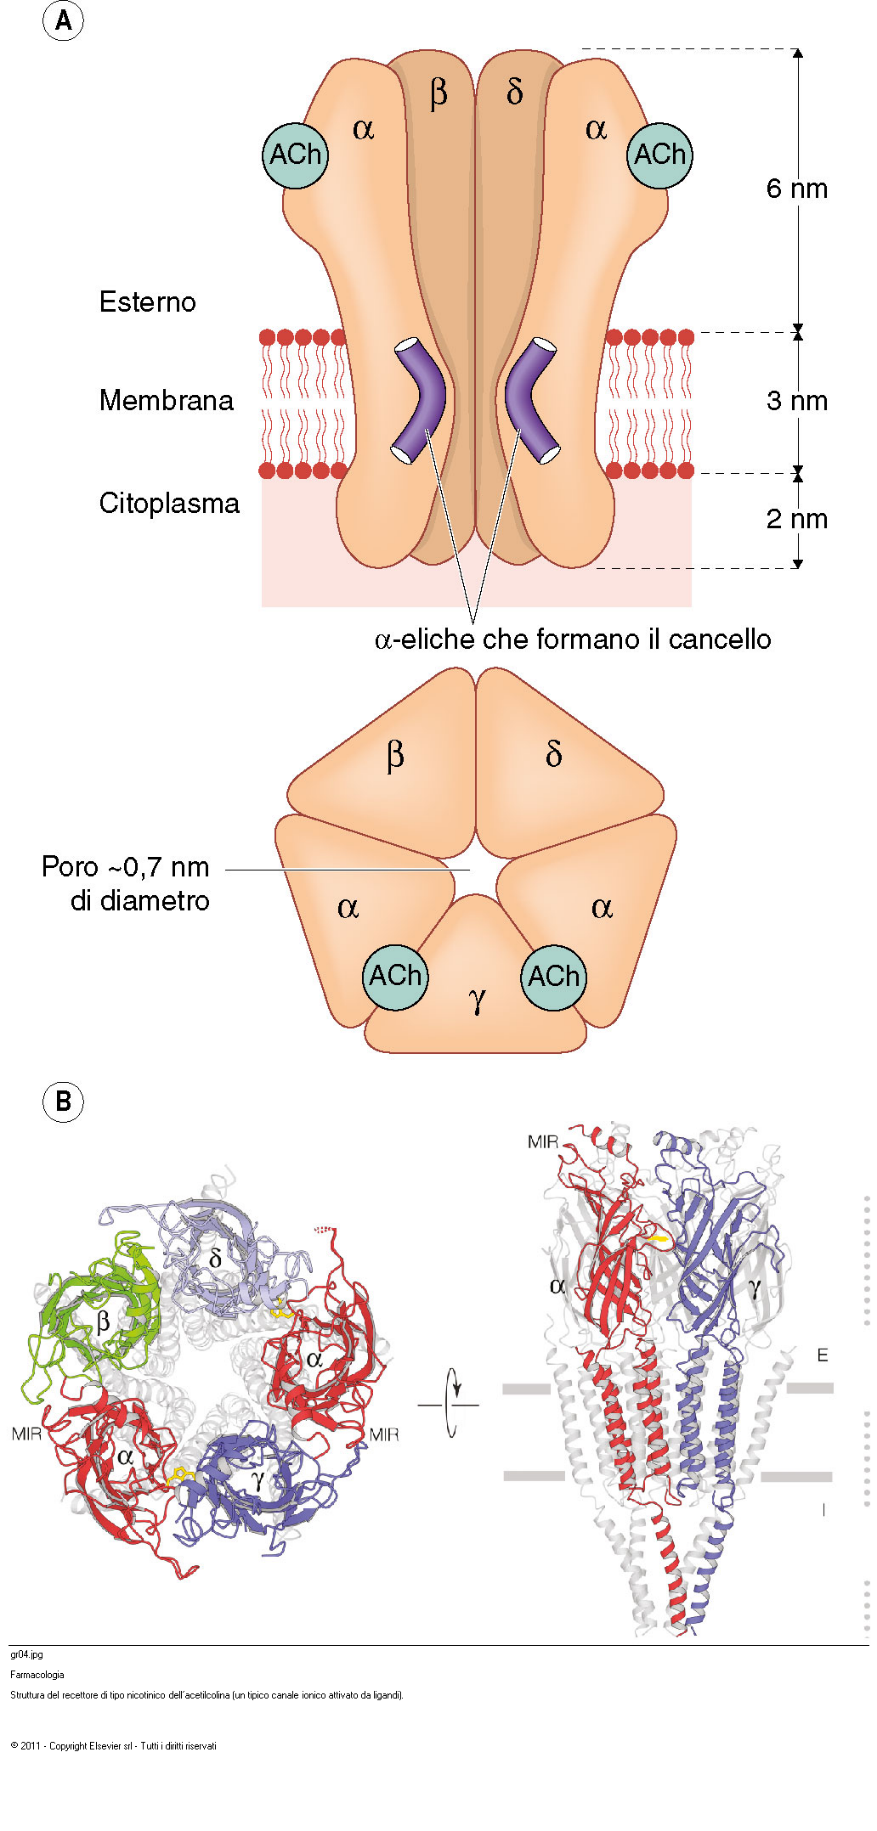 A
β
δ
α
α
ACh
ACh
6 nm
Esterno
Membrana
3 nm
Citoplasma
2 nm
α-eliche che formano il cancello
β
δ
Poro ~0,7 nm
di diametro
α
α
ACh
ACh
γ
B
MIR
δ
β
α
α
γ
MIR
MIR
α
γ
E
I
gr04.jpg
Farmacologia
Struttura del recettore di tipo nicotinico dell'acetilcolina (un tipico canale ionico attivato da ligandi).
© 2011 - Copyright Elsevier srl - Tutti i diritti riservati